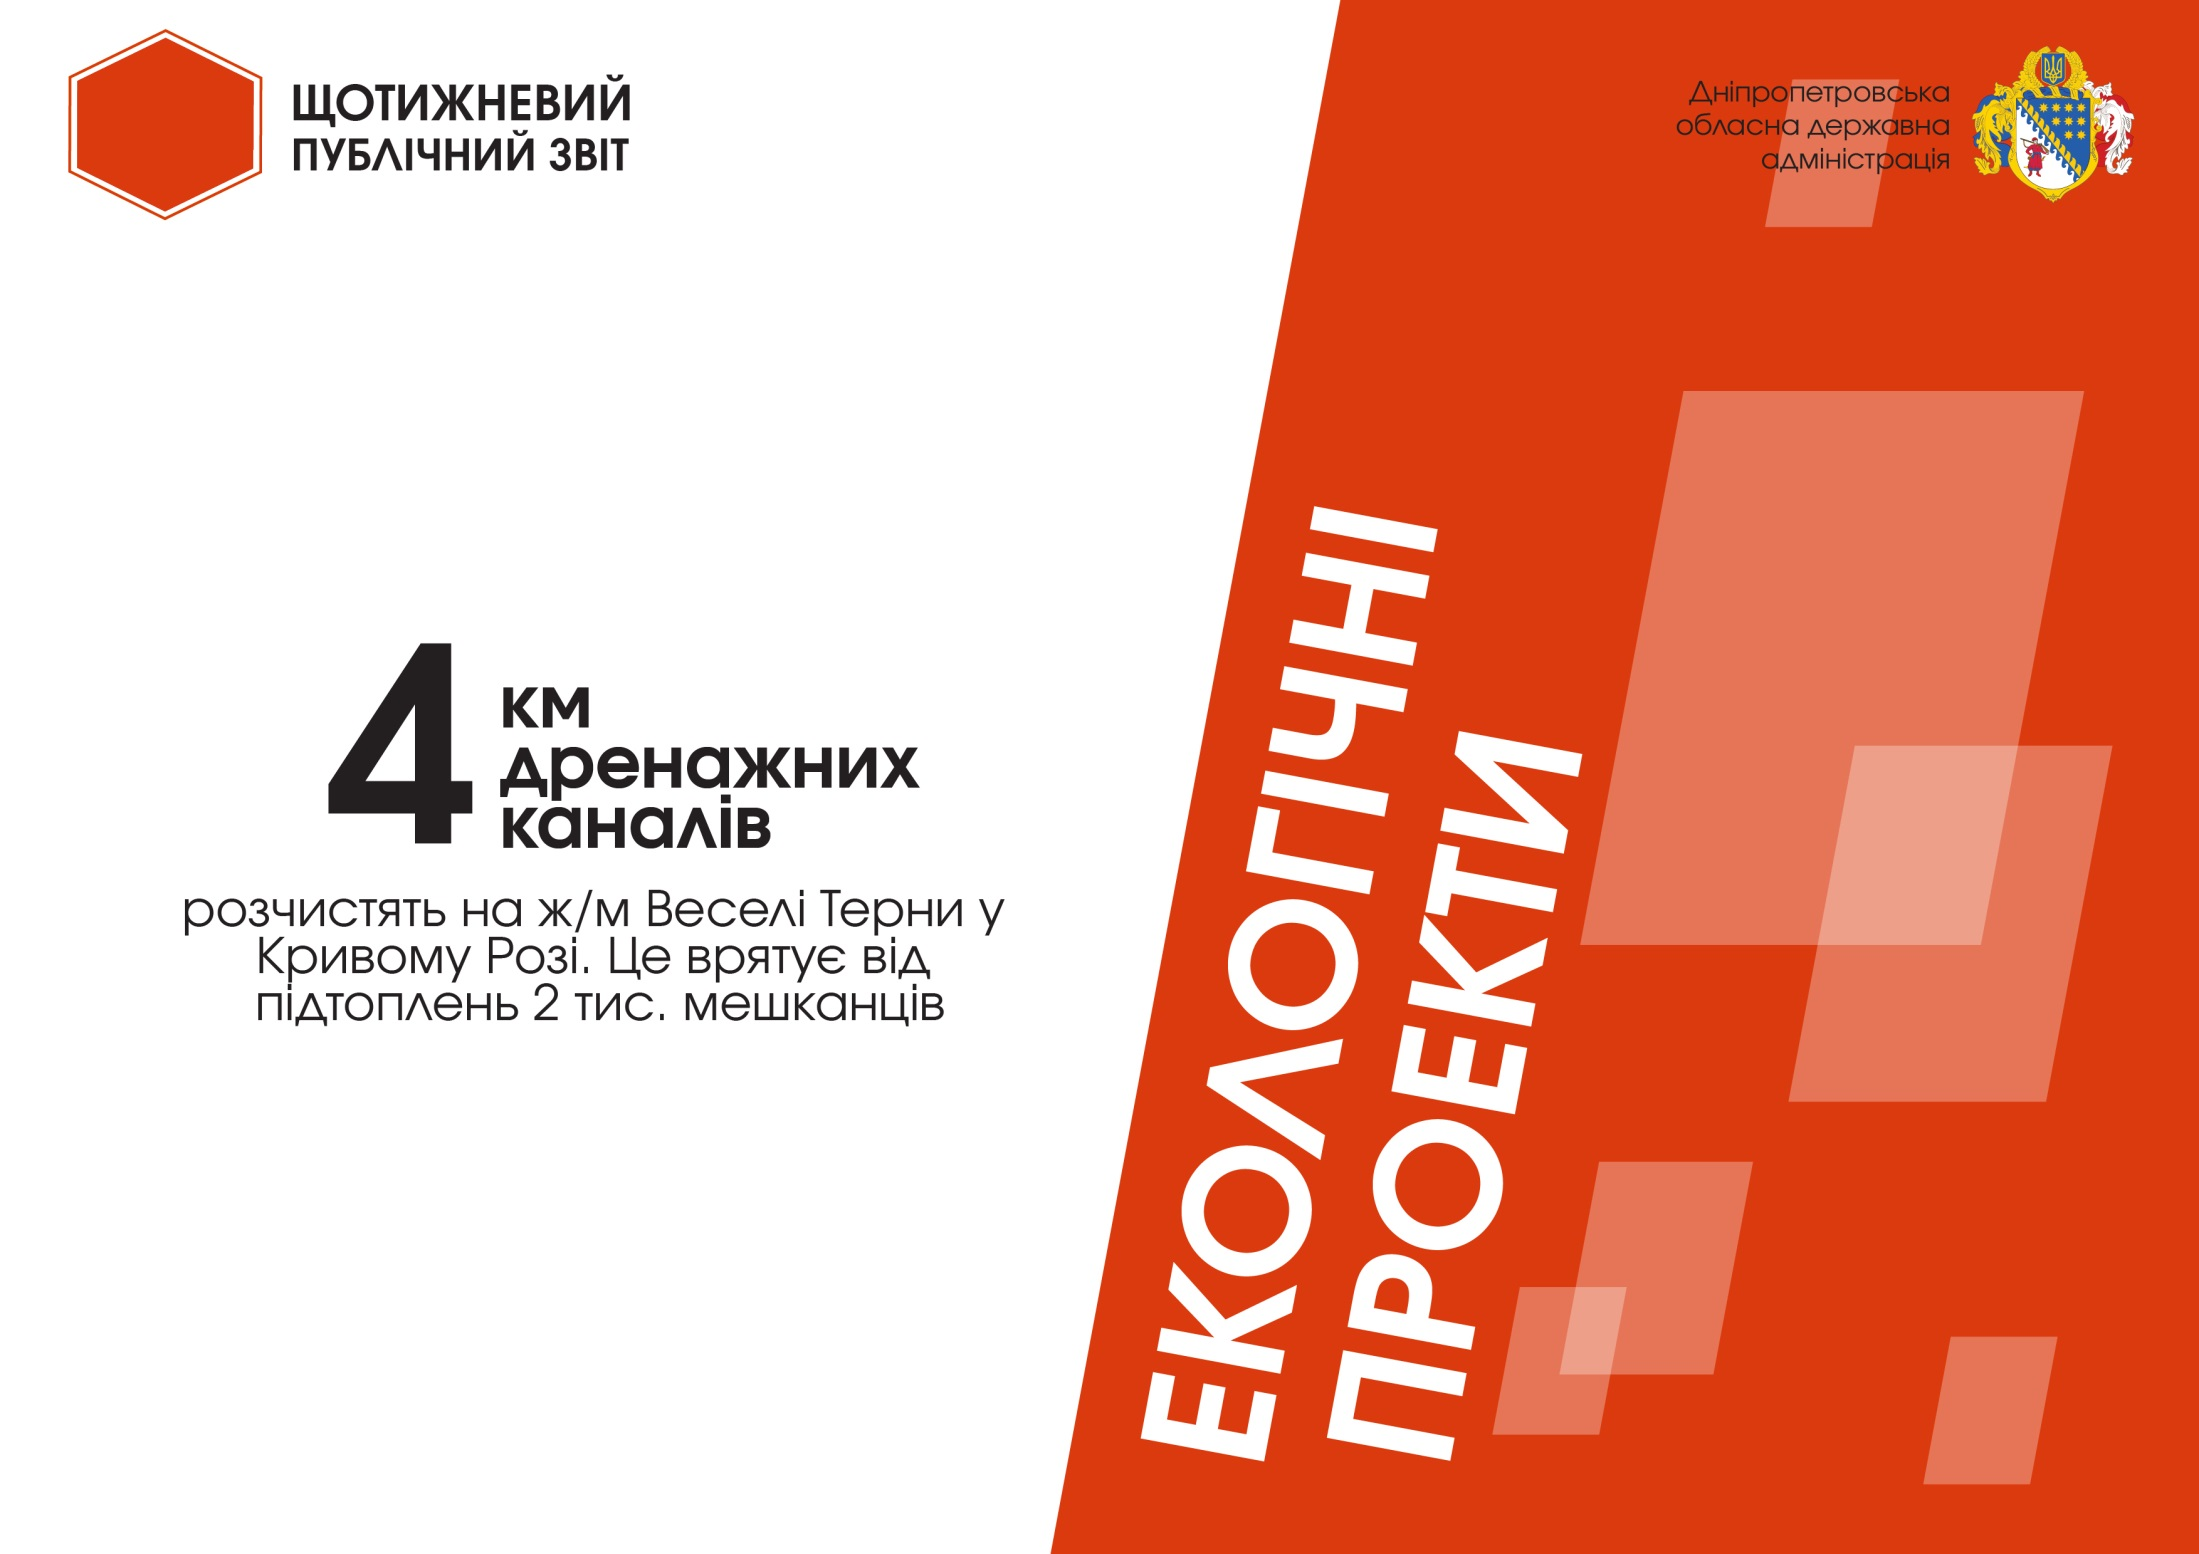 ЩОТИЖНЕВИЙ
ПУБЛІЧНИЙ ЗВІТ
Дніпропетровська
обласна державна
адміністрація
4 км
дренажних
каналів
розчистять на ж/м Веселі Терни у
Кривому Розі. Це врятує від
підтоплень 2 тис. мешканців
ЕКОЛОГІЧНІ
ПРОЕКТИ